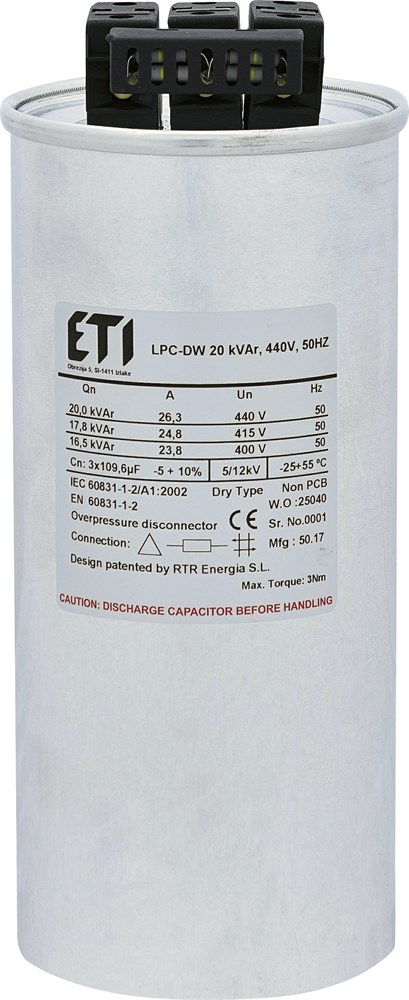 ETI
LPC-DW 20 kVAr, 440V, 50HZ
Obrezija 5, SI-1411 Izlake
Qn A Un Hz
20,0 kVAr 26,3 440 V 50
17,8 kVAr 24,8 415 V 50
16,5 kVAr 23,8 400 V 50
Cn: 3x109,6µF -5 + 10% 5/12kV -25+55 ºC
IEC 60831-1-2/A1:2002 Dry Type Non PCB
EN 60831-1-2 W.O :25040
Overpressure disconnector CE Sr. No.0001
Connection: Mfg : 50.17
Design patented by RTR Energia S.L.
Max. Torque: 3Nm
CAUTION: DISCHARGE CAPACITOR BEFORE HANDLING